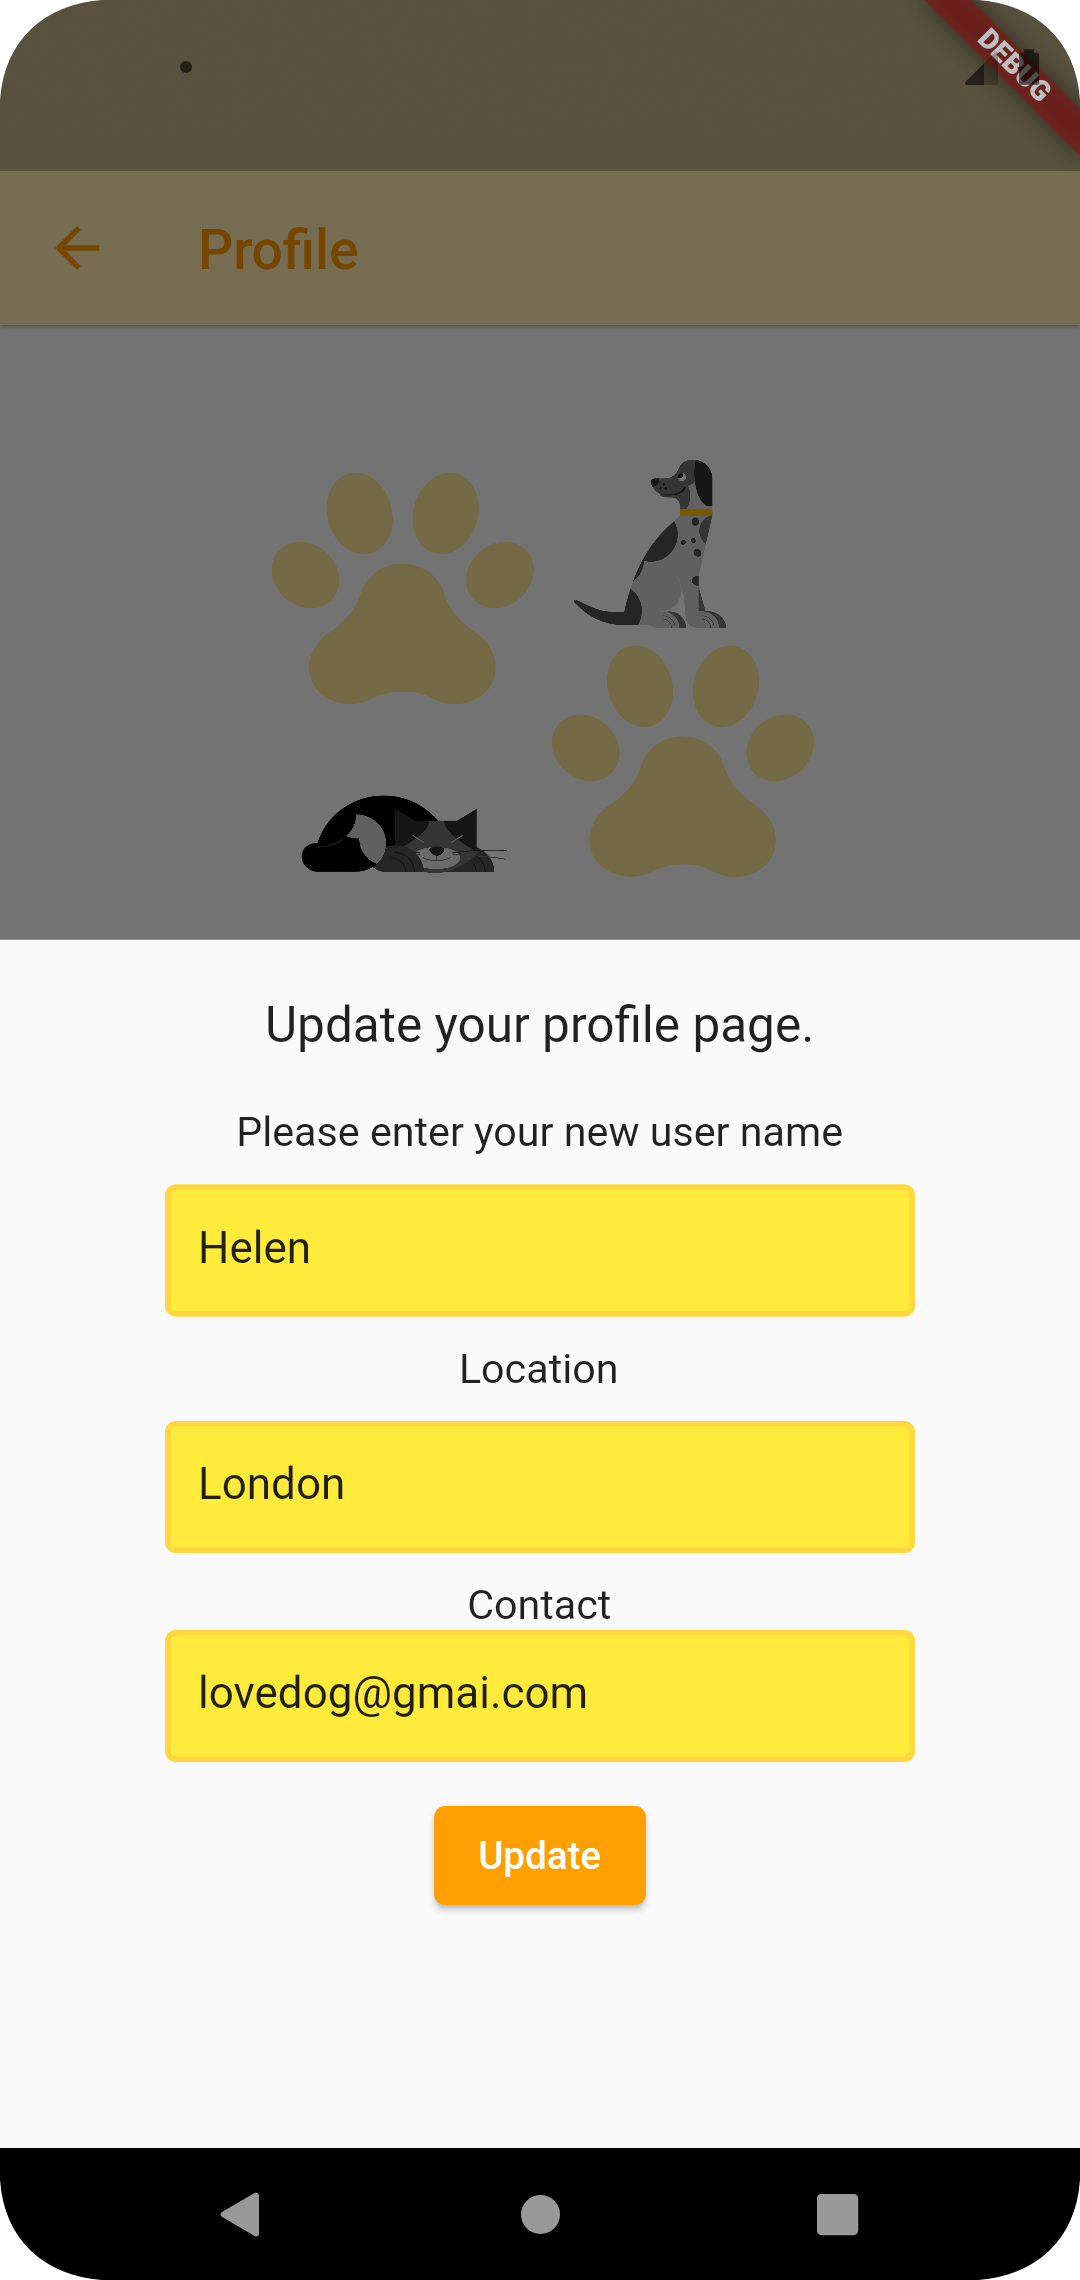 DEBUG
Profile
Update your profile page.
Please enter your new user name
Helen
Location
London
Contact
lovedog@gmai.com
Update